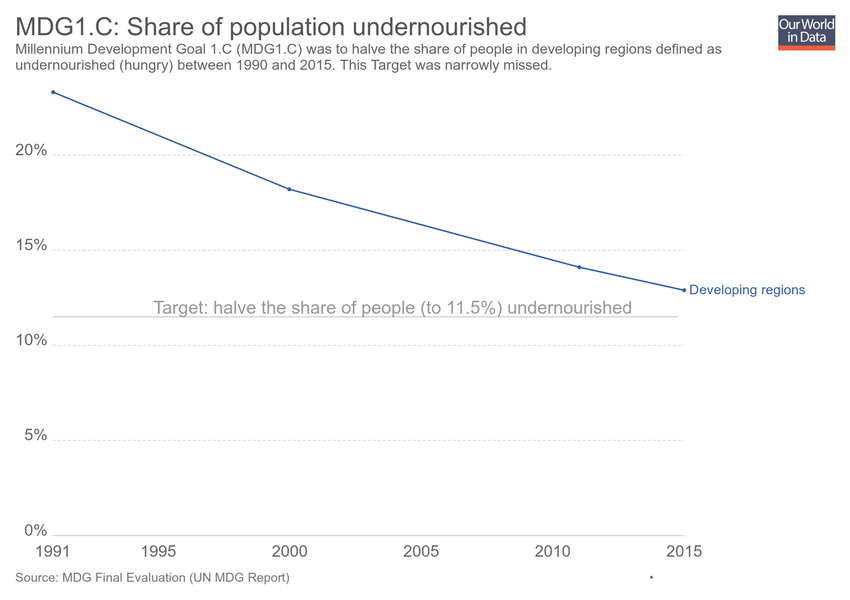 MDG1.C: Share of population undernourished
Our World
in Data
Millennium Development Goal 1.C (MDG1.C) was to halve the share of people in developing regions defined as
undernourished (hungry) between 1990 and 2015. This Target was narrowly missed.
20%
15%
Developing regions
Target: halve the share of people (to 11.5%) undernourished
10%
5%
0%
1991 1995 2000 2005 2010 2015
Source: MDG Final Evaluation (UN MDG Report)